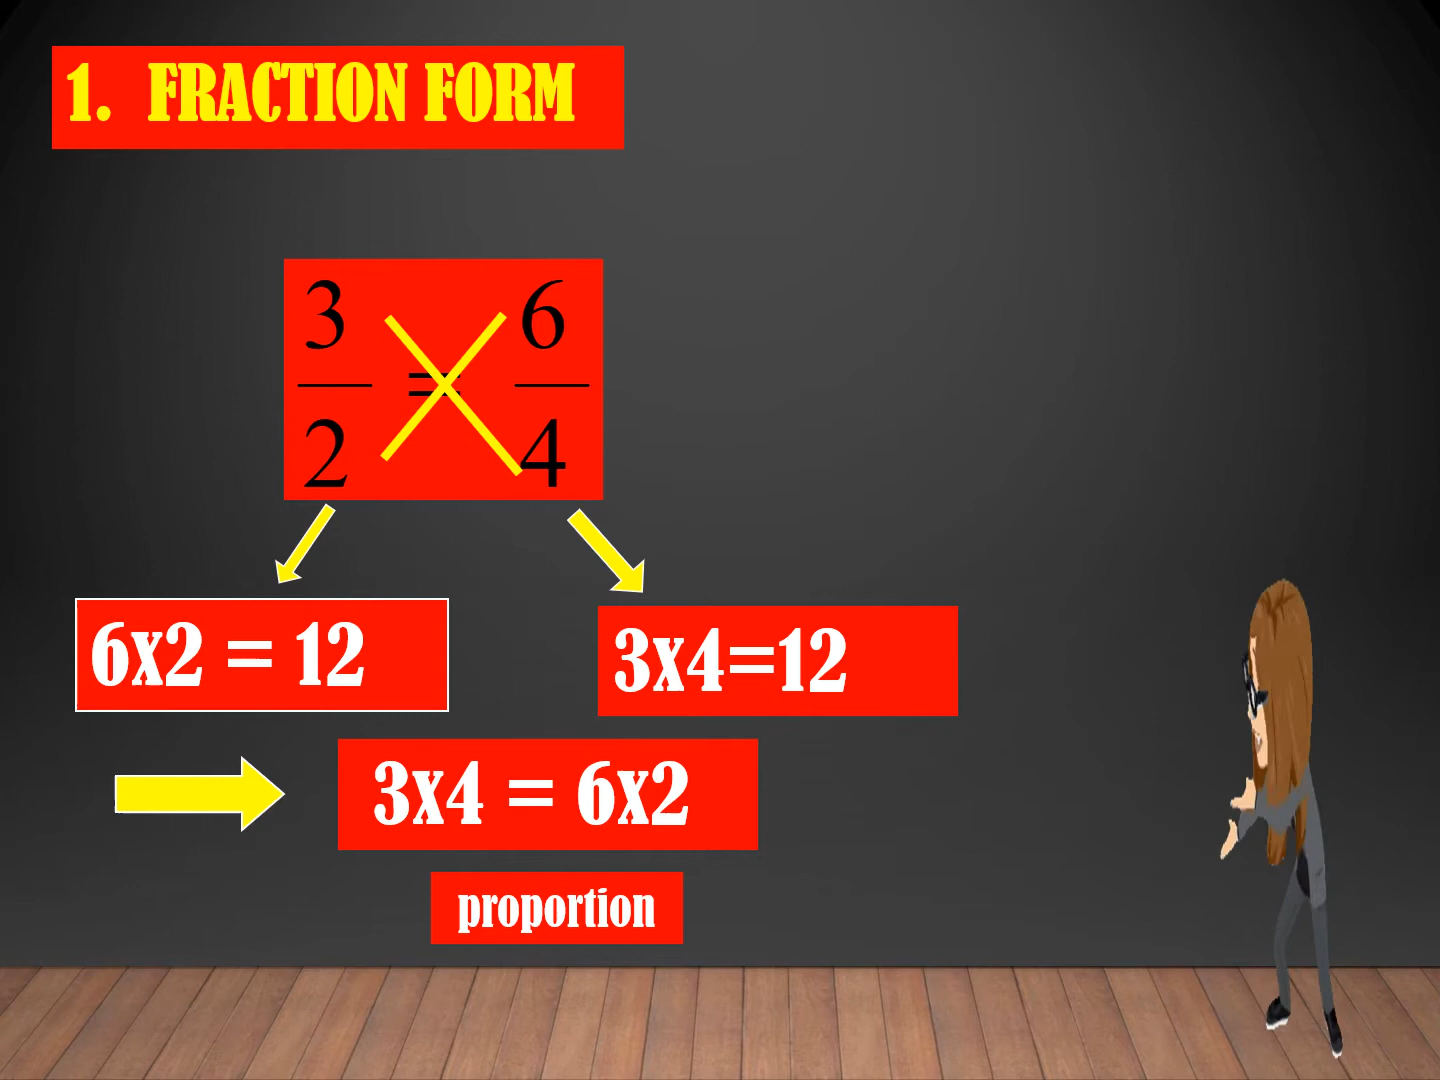 1. FRACTION FORM
3/2 = 6/4
6x2 = 12
3x4=12
3x4 = 6x2
proportion